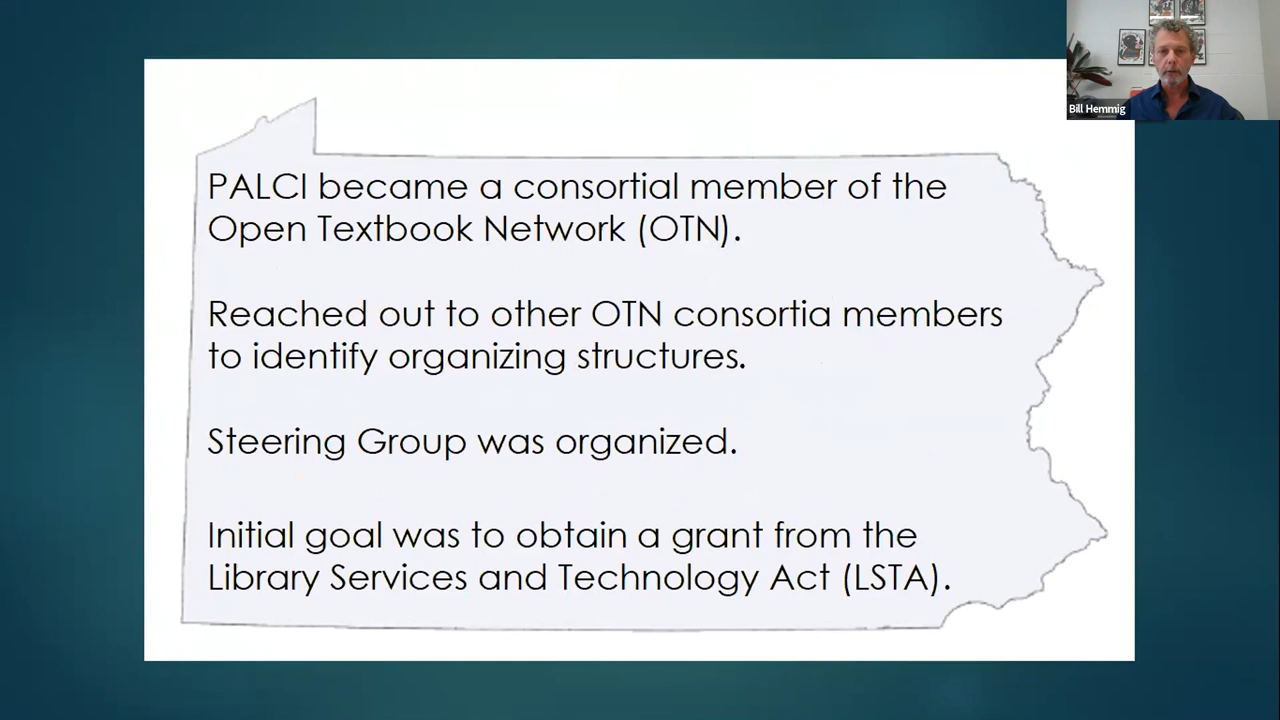 Bill Hemmig
PALCI became a consortial member of the
Open Textbook Network (OTN).
Reached out to other OTN consortia members
to identify organizing structures.
Steering Group was organized.
Initial goal was to obtain a grant from the
Library Services and Technology Act (LSTA).